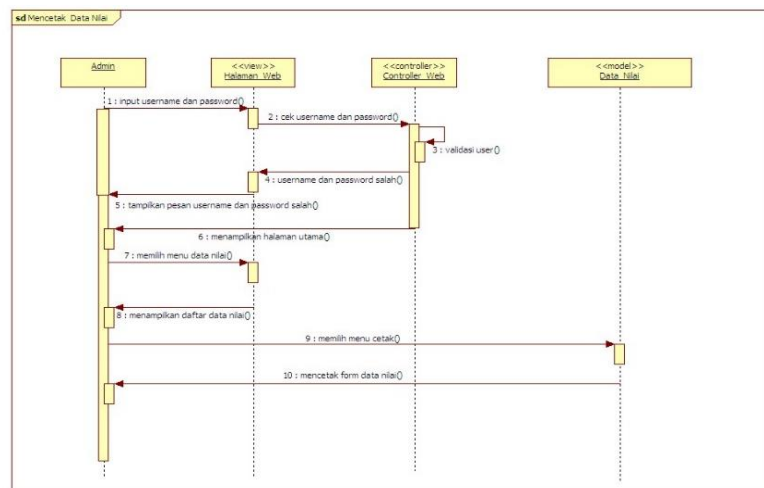 sd Mencetak Data Nilai
Admin
<<view>>
Halaman Web
<<controller>>
Controller Web
<<model>>
Data Nilai
1 : input username dan password()
2 : cek username dan password()
3 : validasi user()
4 : username dan password salah()
5 : tampilkan pesan username dan password salah()
6 : menampilkan halaman utama()
7 : memilih menu data nilai()
8 : menampilkan daftar data nilai()
9 : memilih menu cetak()
10 : mencetak form data nilai()